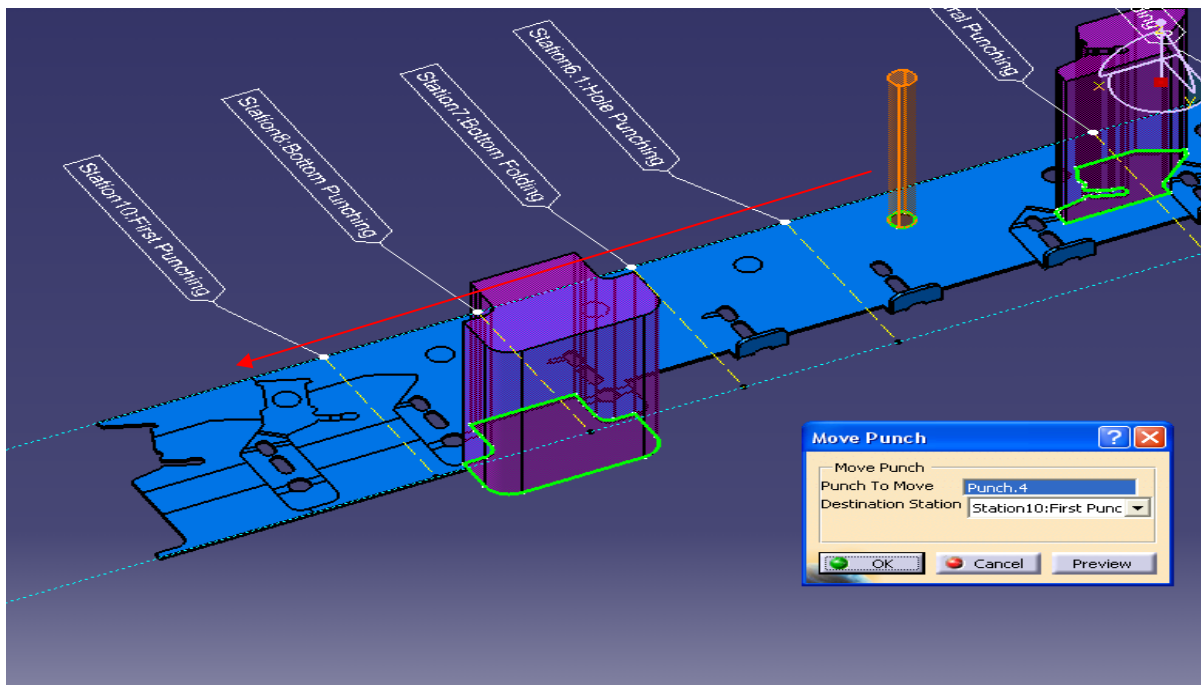 Station10:First Punching
Station8:Bottom Punching
Station7:Bottom Folding
Station6.1:Hole Punching
Punching
Move Punch
Move Punch
Punch To Move Punch.4
Destination Station Station10:First Punc
OK Cancel Preview